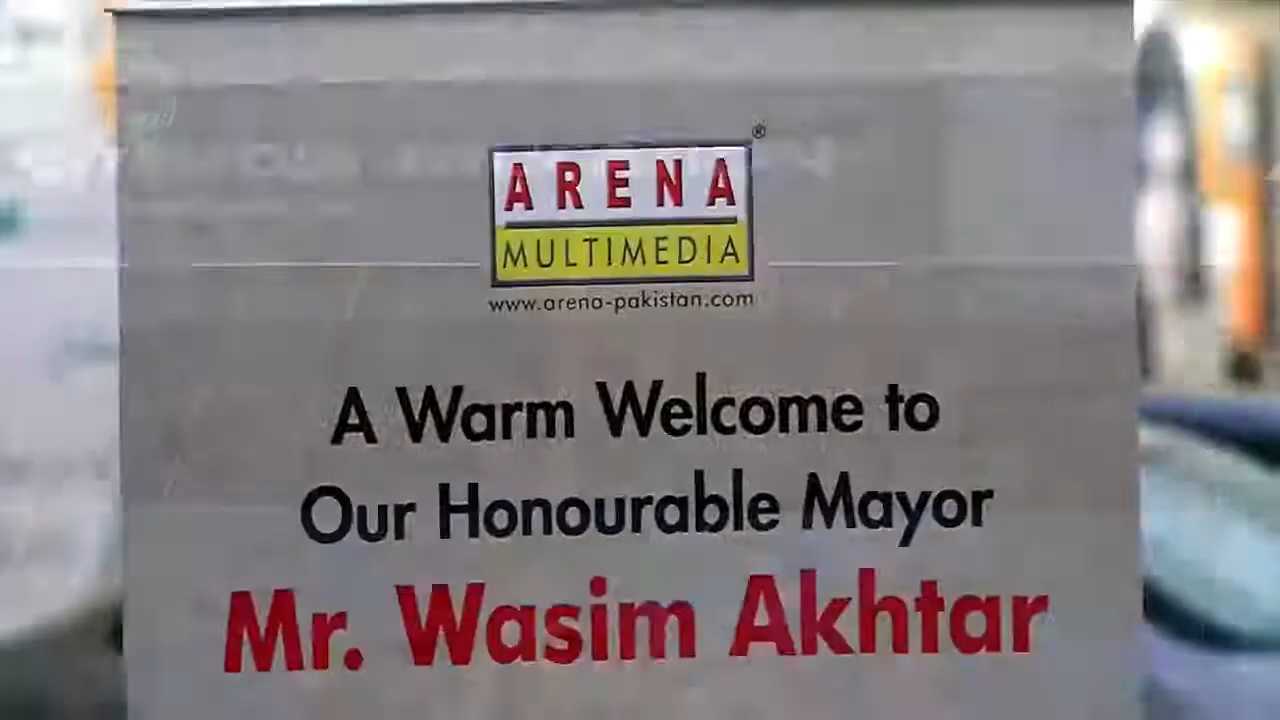 ARENA ®
MULTIMEDIA
www.arena-pakistan.com
A Warm Welcome to
Our Honourable Mayor
Mr. Wasim Akhtar